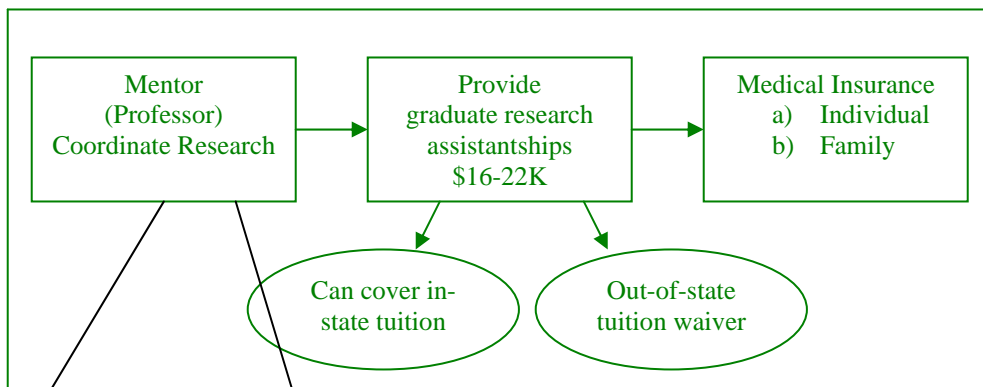 Mentor
(Professor)
Coordinate Research
Provide
graduate research
assistantships
$16-22K
Medical Insurance
a) Individual
b) Family
Can cover in-
state tuition
Out-of-state
tuition waiver